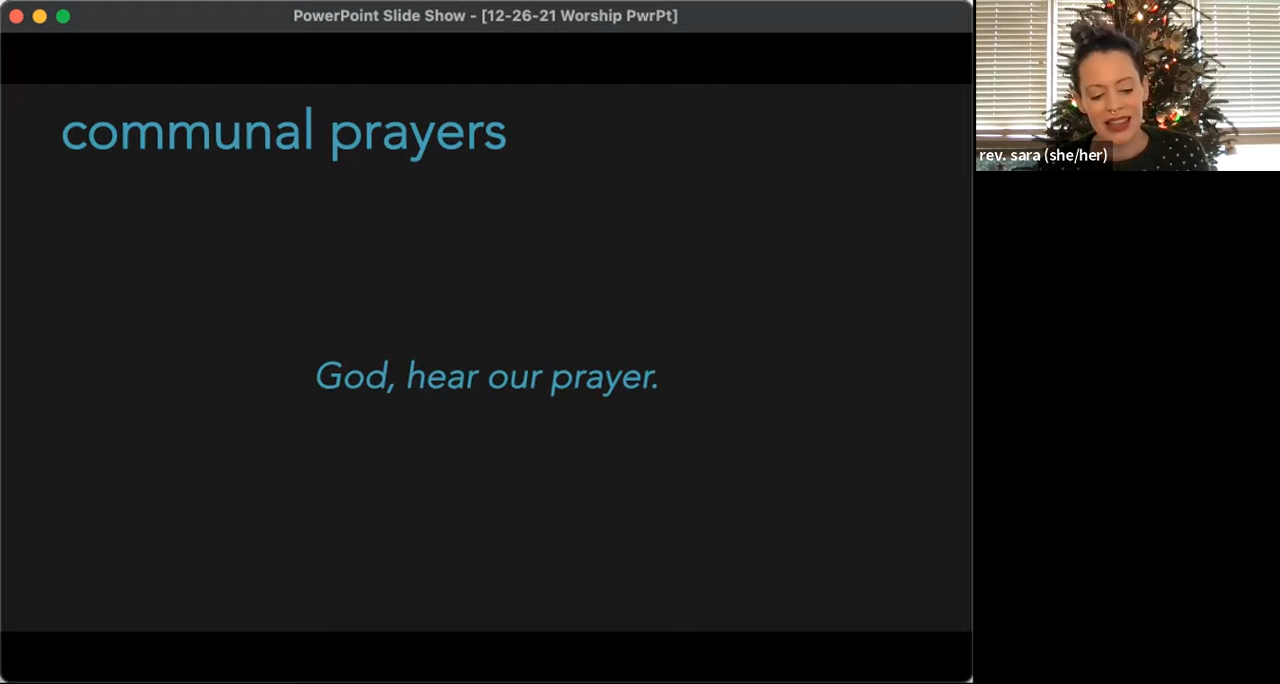 PowerPoint Slide Show - [12-26-21 Worship PwrPt]
communal prayers
God, hear our prayer.
rev. sara (she/her)